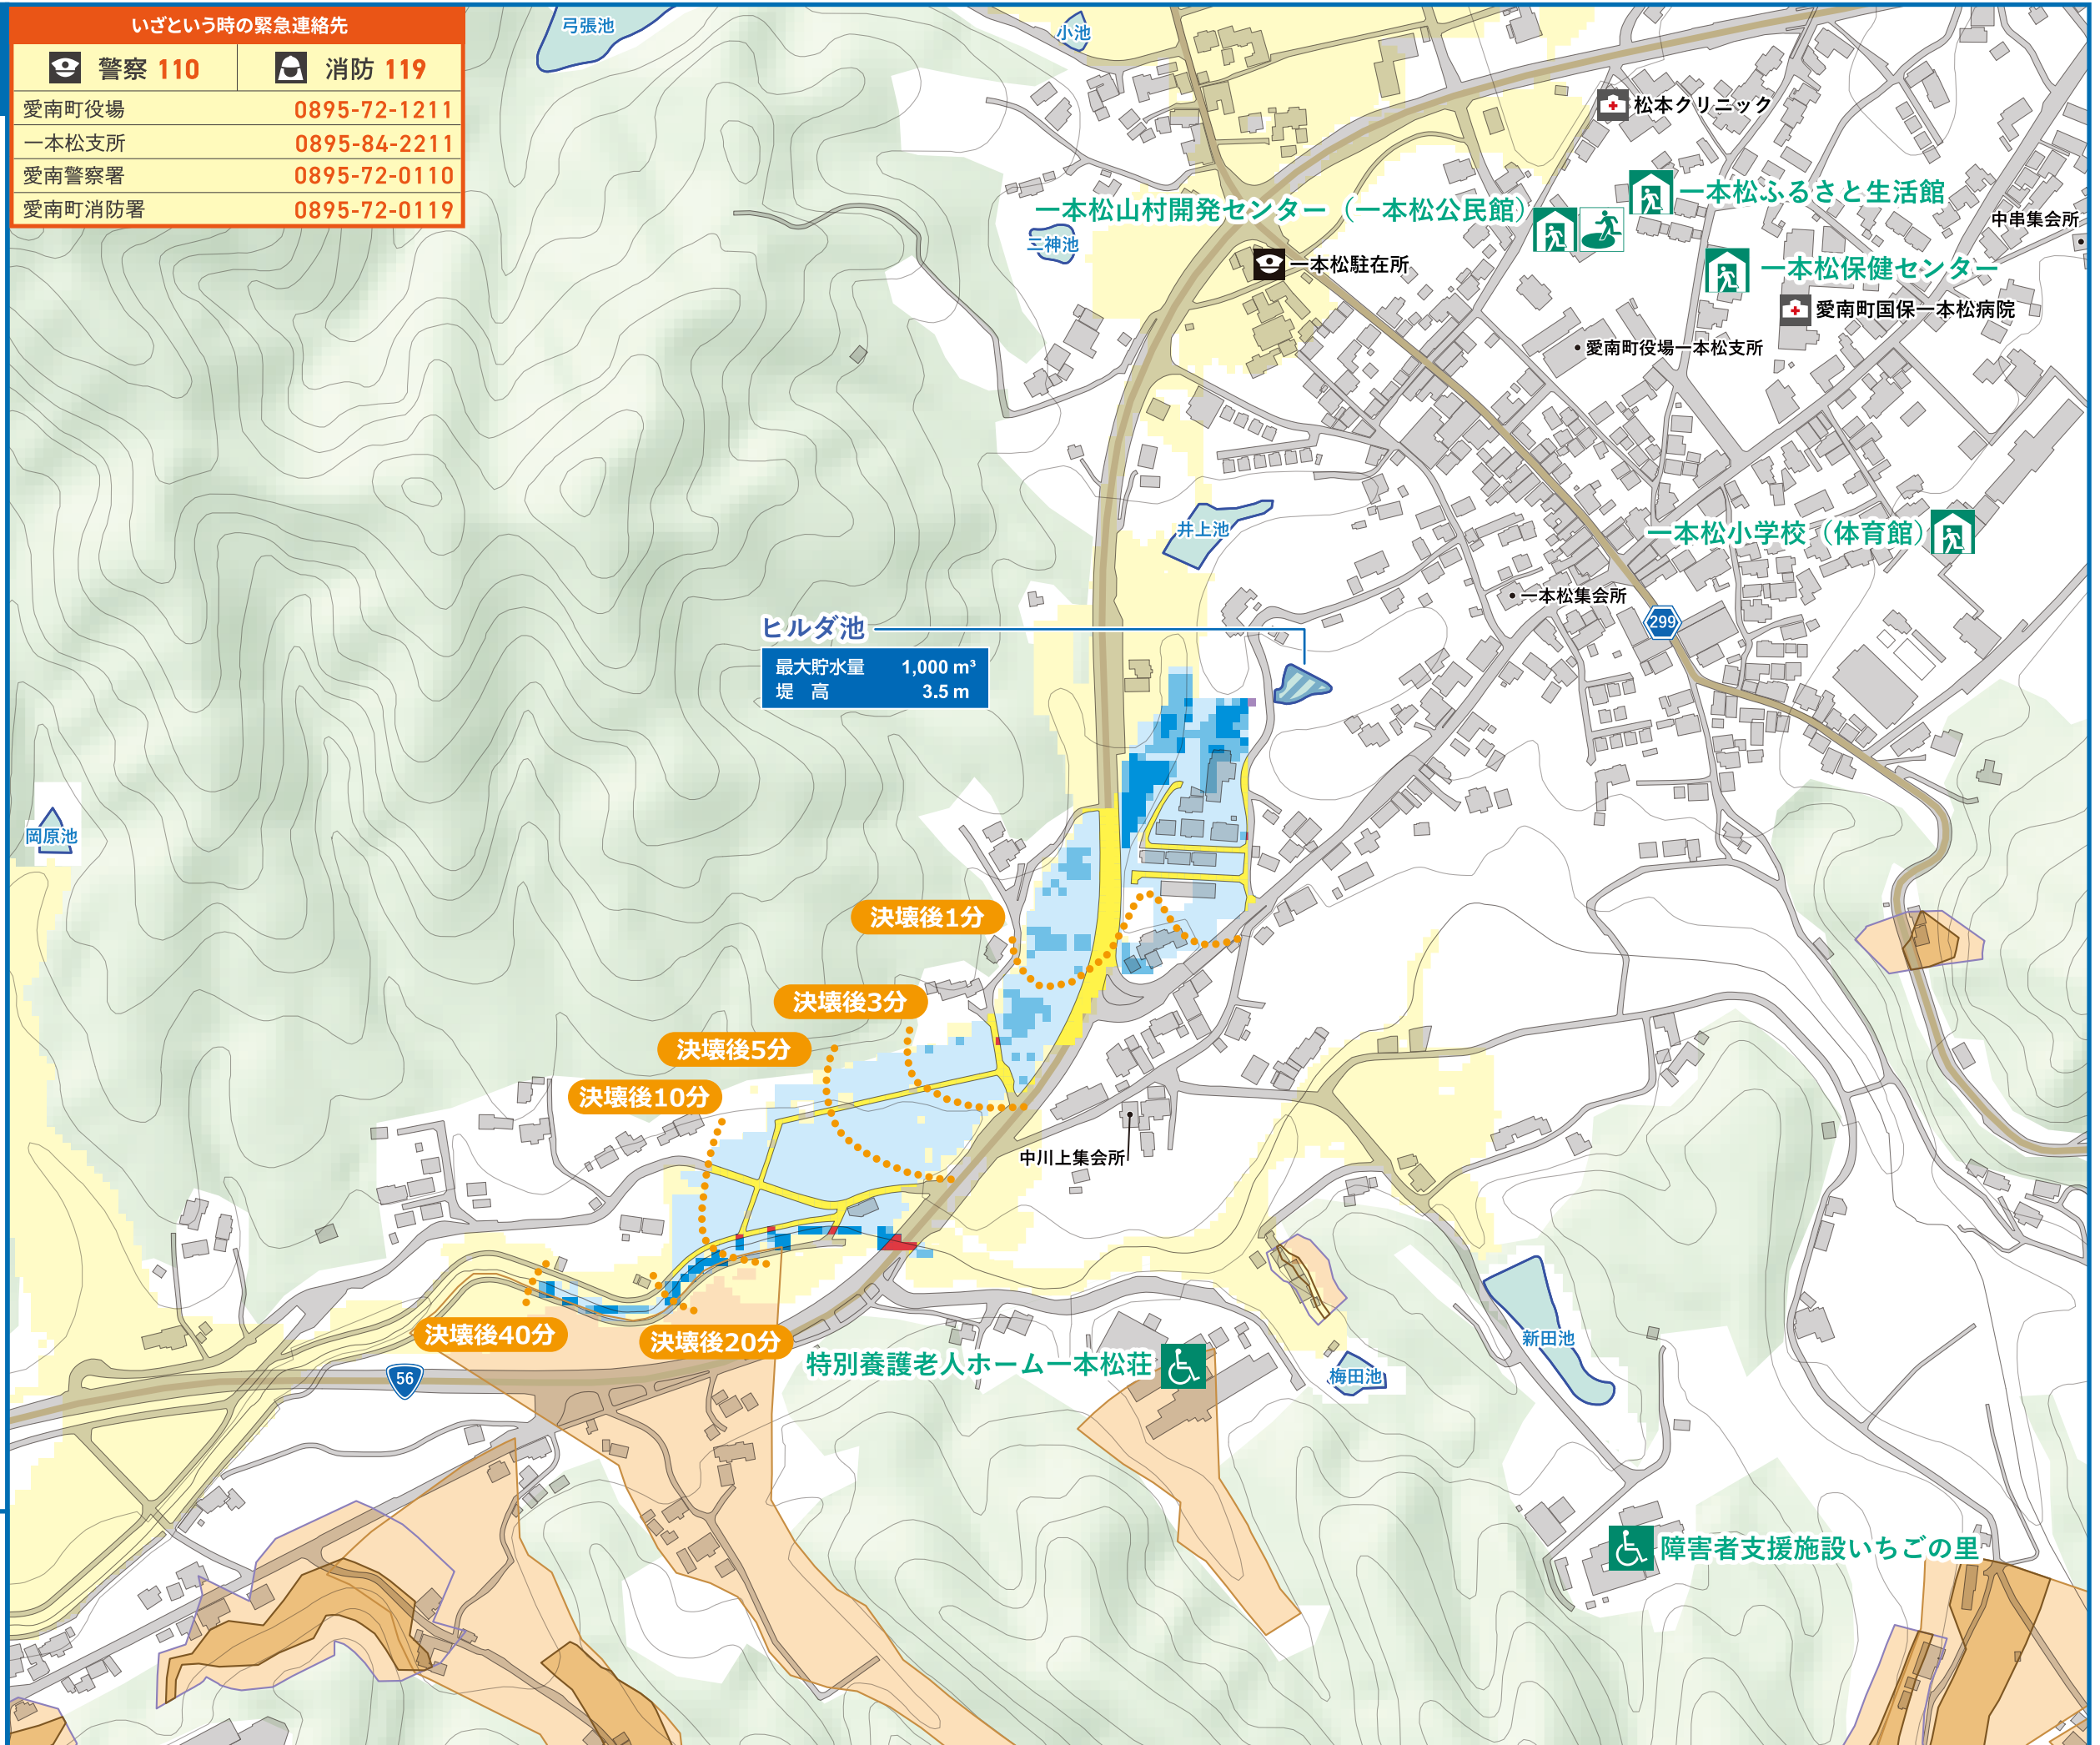 いざという時の緊急連絡先
警察 110
消防 119
愛南町役場 0895-72-1211
一本松支所 0895-84-2211
愛南警察署 0895-72-0110
愛南町消防署 0895-72-0119
弓張池
小池
松本クリニック
一本松ふるさと生活館
一本松山村開発センター（一本松公民館）
中串集会所
三神池
一本松駐在所
一本松保健センター
愛南町国保一本松病院
愛南町役場一本松支所
井上池
一本松小学校（体育館）
一本松集会所
299
ヒルダ池
最大貯水量 1,000 m³
堤　高 3.5 m
岡原池
決壊後1分
決壊後3分
決壊後5分
決壊後10分
中川上集会所
決壊後40分
決壊後20分
新田池
特別養護老人ホーム一本松荘
梅田池
56
障害者支援施設いちごの里